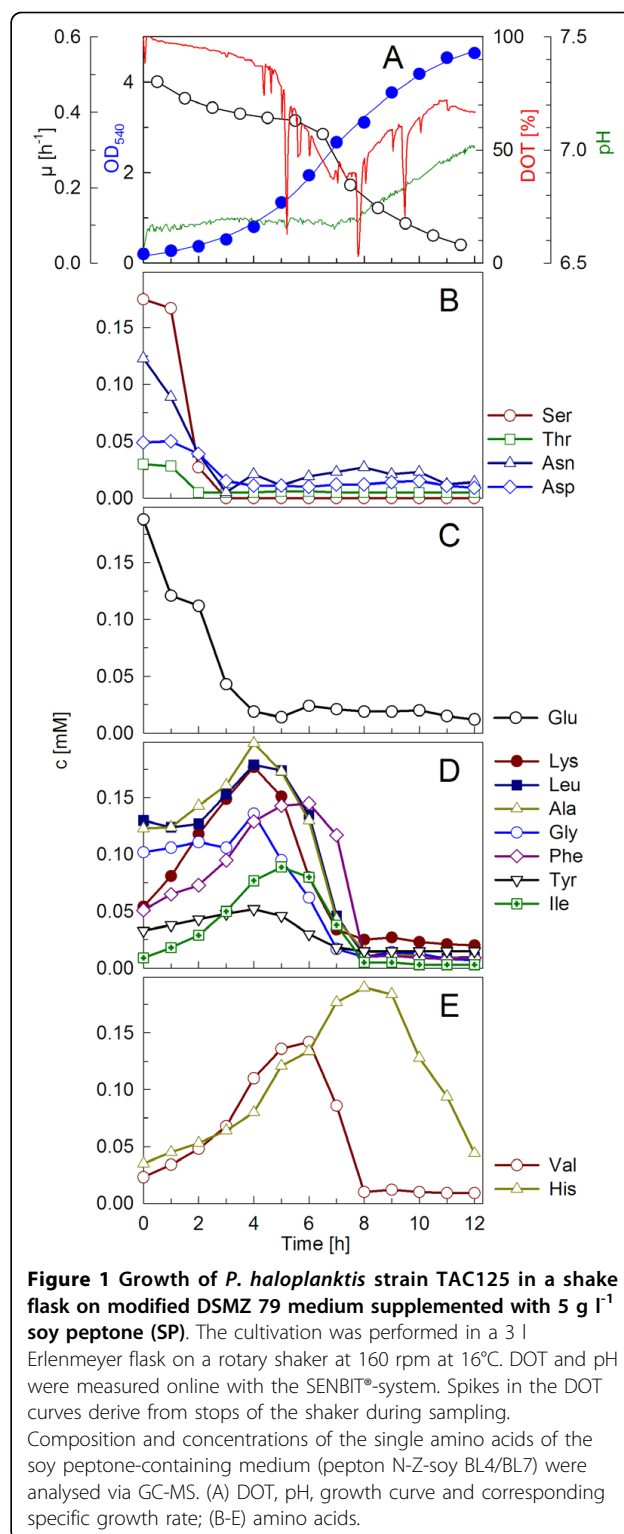 0.6
0.3
0.0
µ [h⁻¹]
4
2
0
OD₅₄₀
A
100
50
0
DOT [%]
7.5
7.0
6.5
pH
B
0.15
0.10
0.05
0.00
Ser
Thr
Asn
Asp
C
0.15
0.10
0.05
0.00
Glu
c [mM]
D
0.15
0.10
0.05
0.00
Lys
Leu
Ala
Gly
Phe
Tyr
Ile
E
0.15
0.10
0.05
0.00
Val
His
0 2 4 6 8 10 12
Time [h]
Figure 1 Growth of P. haloplanktis strain TAC125 in a shake
flask on modified DSMZ 79 medium supplemented with 5 g l⁻¹
soy peptone (SP). The cultivation was performed in a 3 l
Erlenmeyer flask on a rotary shaker at 160 rpm at 16°C. DOT and pH
were measured online with the SENBIT®-system. Spikes in the DOT
curves derive from stops of the shaker during sampling.
Composition and concentrations of the single amino acids of the
soy peptone-containing medium (pepton N-Z-soy BL4/BL7) were
analysed via GC-MS. (A) DOT, pH, growth curve and corresponding
specific growth rate; (B-E) amino acids.